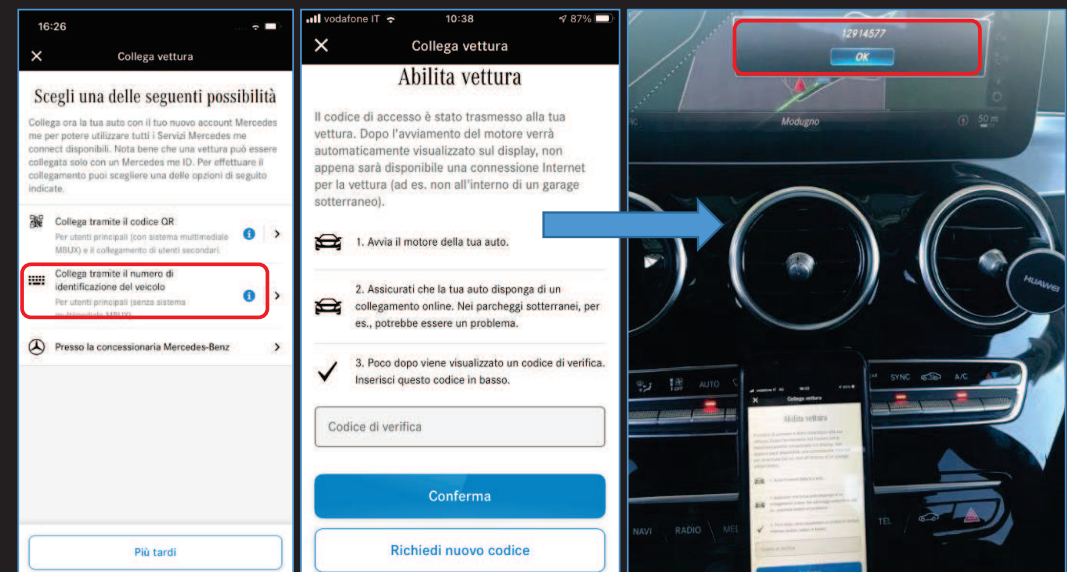 16:26
Collega vettura
Scegli una delle seguenti possibilità
Collega ora la tua auto con il tuo nuovo account Mercedes
me per potere utilizzare tutti i Servizi Mercedes me
connect disponibili. Nota bene che una vettura può essere
collegata solo con un Mercedes me ID. Per effettuare il
collegamento puoi scegliere una delle opzioni di seguito
indicate.
Collega tramite il codice QR
Per utenti principali (con sistema multimediale
MBUX) e il collegamento di utenti secondari.
Collega tramite il numero di
identificazione del veicolo
Per utenti principali (senza sistema
multimediale MBUX)
Presso la concessionaria Mercedes-Benz
Più tardi
vodafone IT 10:38 87%
Collega vettura
Abilita vettura
Il codice di accesso è stato trasmesso alla tua
vettura. Dopo l'avviamento del motore verrà
automaticamente visualizzato sul display, non
appena sarà disponibile una connessione Internet
per la vettura (ad es. non all'interno di un garage
sotterraneo).
1. Avvia il motore della tua auto.
2. Assicurati che la tua auto disponga di un
collegamento online. Nei parcheggi sotterranei, per
es., potrebbe essere un problema.
3. Poco dopo viene visualizzato un codice di verifica.
Inserisci questo codice in basso.
Codice di verifica
Conferma
Richiedi nuovo codice
12914577
OK
Modugno
50 m
HUAWEI
AUTO
SYNC
A/C
Collega vettura
Abilita vettura
NAVI
RADIO
TEL